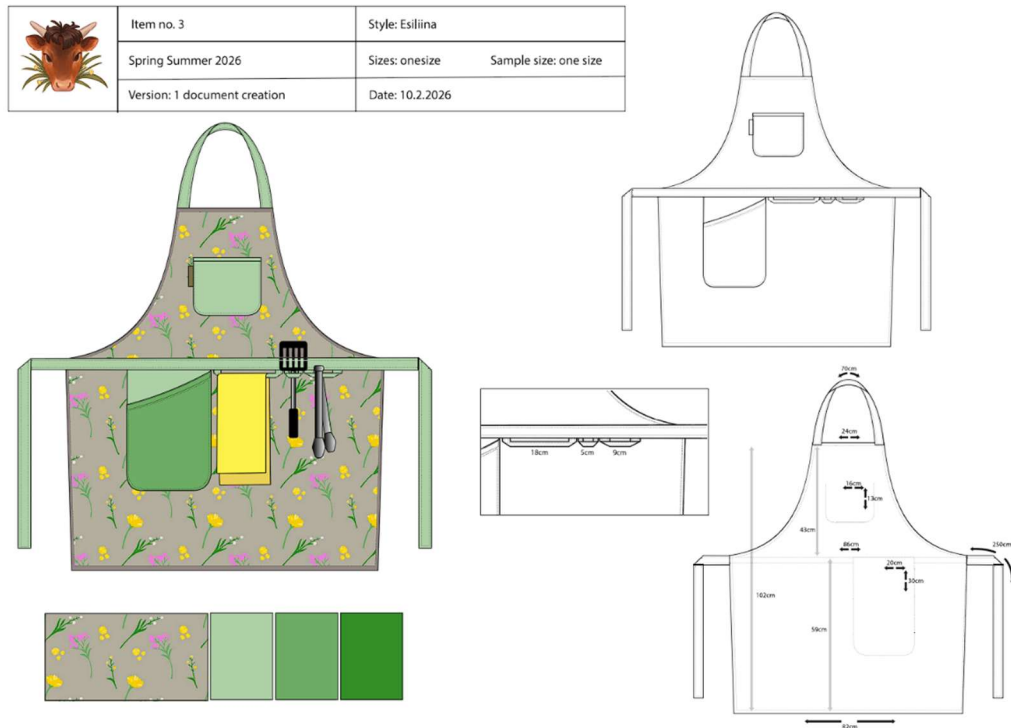 Item no. 3
Style: Esiliina
Spring Summer 2026
Sizes: onesize Sample size: one size
Version: 1 document creation
Date: 10.2.2026
70cm
24cm
18cm 5cm 9cm
16cm
13cm
43cm
86cm
250cm
20cm
30cm
102cm
59cm
82cm